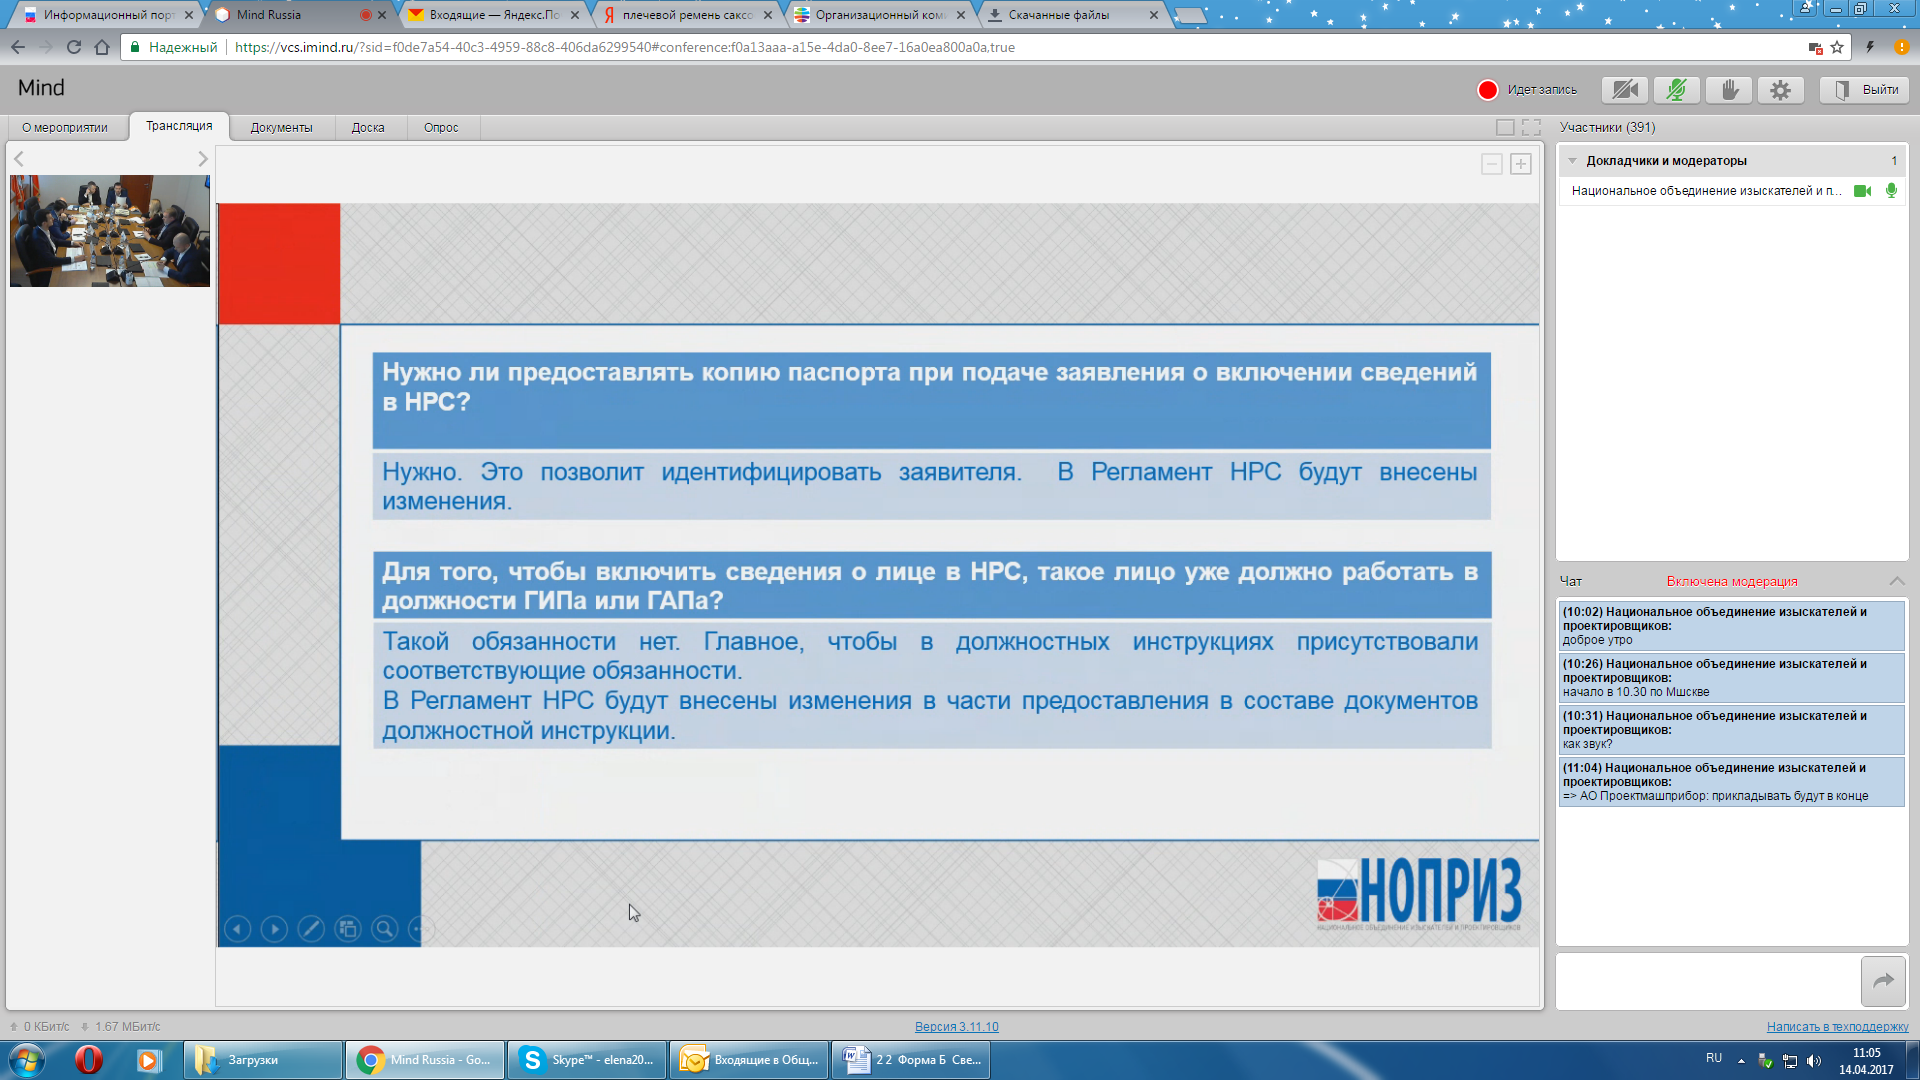 Информационный порт
Mind Russia
Входящие — Яндекс.По
плечевой ремень саксо
Организационный ком
Скачанные файлы
Надежный
https://vcs.imind.ru/?sid=f0de7a54-40c3-4959-88c8-406da6299540#conference:f0a13aaa-a15e-4da0-8ee7-16a0ea800a0a,true
Mind
Идет запись
Выйти
О мероприятии
Трансляция
Документы
Доска
Опрос
Участники (391)
Докладчики и модераторы
1
Национальное объединение изыскателей и п...
Нужно ли предоставлять копию паспорта при подаче заявления о включении сведений
в НРС?
Нужно. Это позволит идентифицировать заявителя. В Регламент НРС будут внесены
изменения.
Для того, чтобы включить сведения о лице в НРС, такое лицо уже должно работать в
должности ГИПа или ГАПа?
Такой обязанности нет. Главное, чтобы в должностных инструкциях присутствовали
соответствующие обязанности.
В Регламент НРС будут внесены изменения в части предоставления в составе документов
должностной инструкции.
НОПРИЗ
НАЦИОНАЛЬНОЕ ОБЪЕДИНЕНИЕ ИЗЫСКАТЕЛЕЙ И ПРОЕКТИРОВЩИКОВ
Чат
Включена модерация
(10:02) Национальное объединение изыскателей и
проектировщиков:
доброе утро
(10:26) Национальное объединение изыскателей и
проектировщиков:
начало в 10.30 по Мшскве
(10:31) Национальное объединение изыскателей и
проектировщиков:
как звук?
(11:04) Национальное объединение изыскателей и
проектировщиков:
=> АО Проектмашприбор: прикладывать будут в конце
0 КБит/с
1.67 МБит/с
Версия 3.11.10
Написать в техподдержку
Загрузки
Mind Russia - Go...
Skype™ - elena20...
Входящие в Общ...
2 2 Форма Б Све...
RU
11:05
14.04.2017